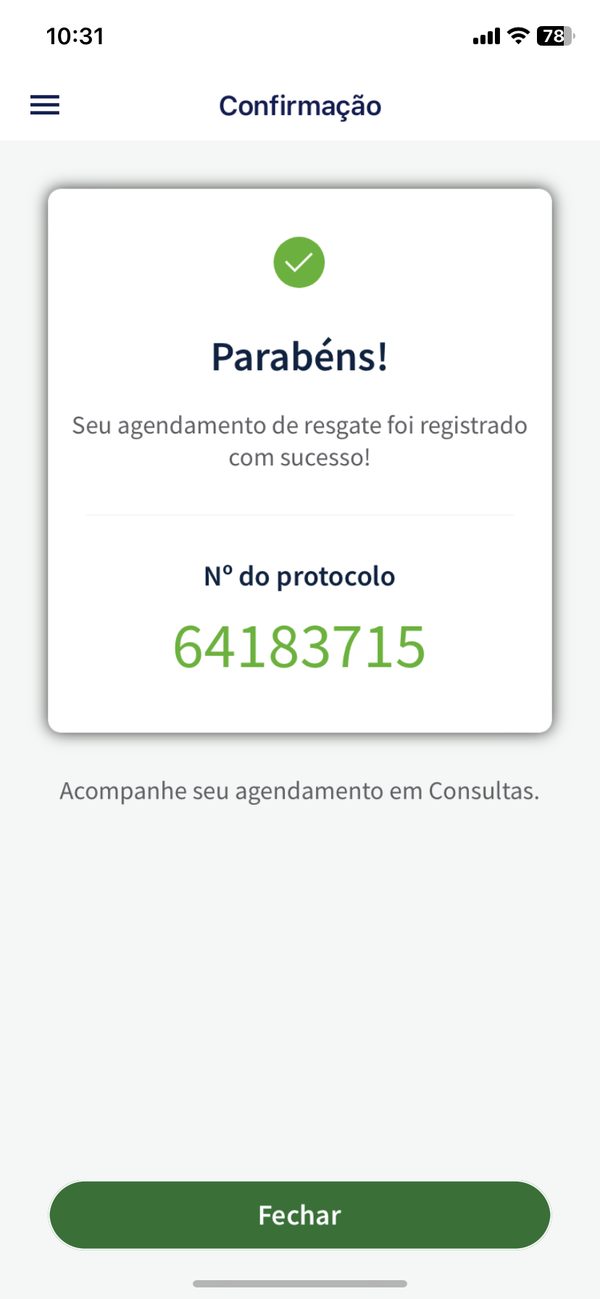 10:31
78
Confirmação
Parabéns!
Seu agendamento de resgate foi registrado
com sucesso!
Nº do protocolo
64183715
Acompanhe seu agendamento em Consultas.
Fechar